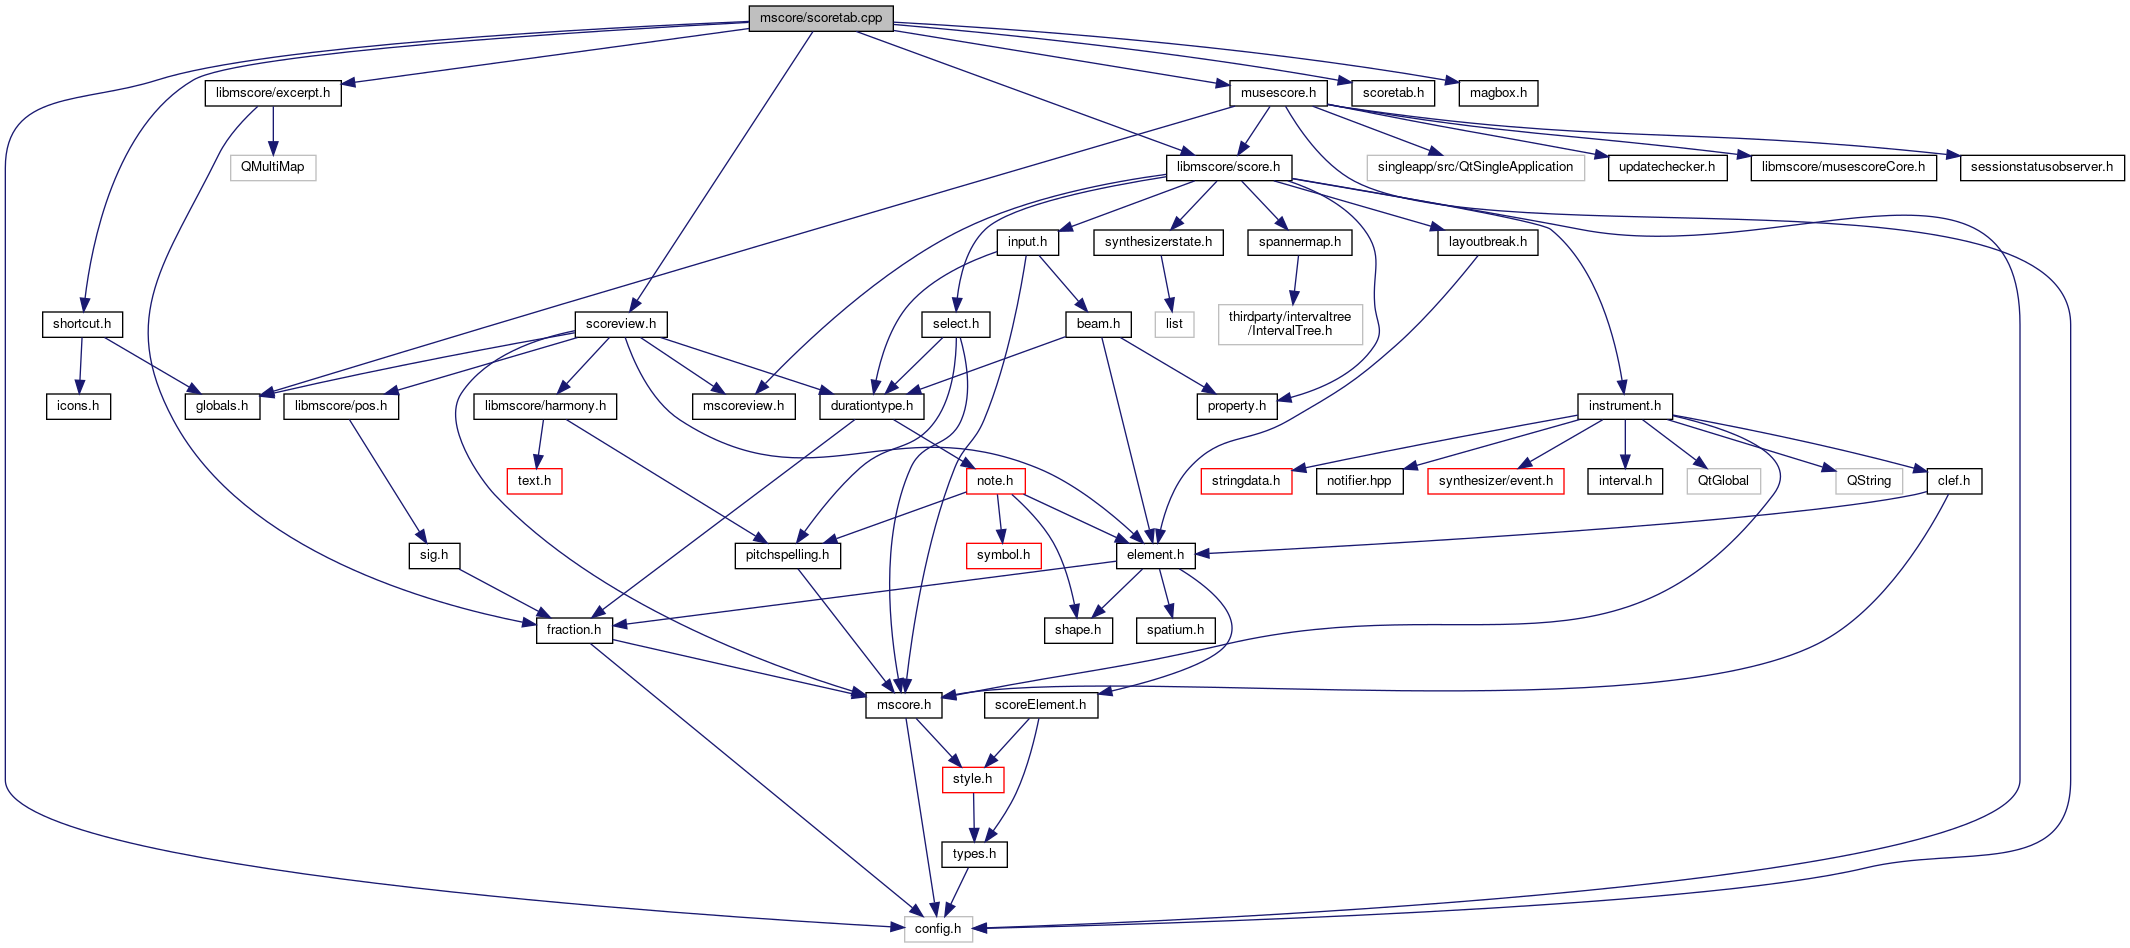 mscore/scoretab.cpp
libmscore/excerpt.h
musescore.h
scoretab.h
magbox.h
QMultiMap
libmscore/score.h
singleapp/src/QtSingleApplication
updatechecker.h
libmscore/musescoreCore.h
sessionstatusobserver.h
input.h
synthesizerstate.h
spannermap.h
layoutbreak.h
shortcut.h
scoreview.h
select.h
beam.h
list
thirdparty/intervaltree
/IntervalTree.h
icons.h
globals.h
libmscore/pos.h
libmscore/harmony.h
mscoreview.h
durationtype.h
property.h
instrument.h
text.h
note.h
stringdata.h
notifier.hpp
synthesizer/event.h
interval.h
QtGlobal
QString
clef.h
sig.h
pitchspelling.h
symbol.h
element.h
fraction.h
shape.h
spatium.h
mscore.h
scoreElement.h
style.h
types.h
config.h